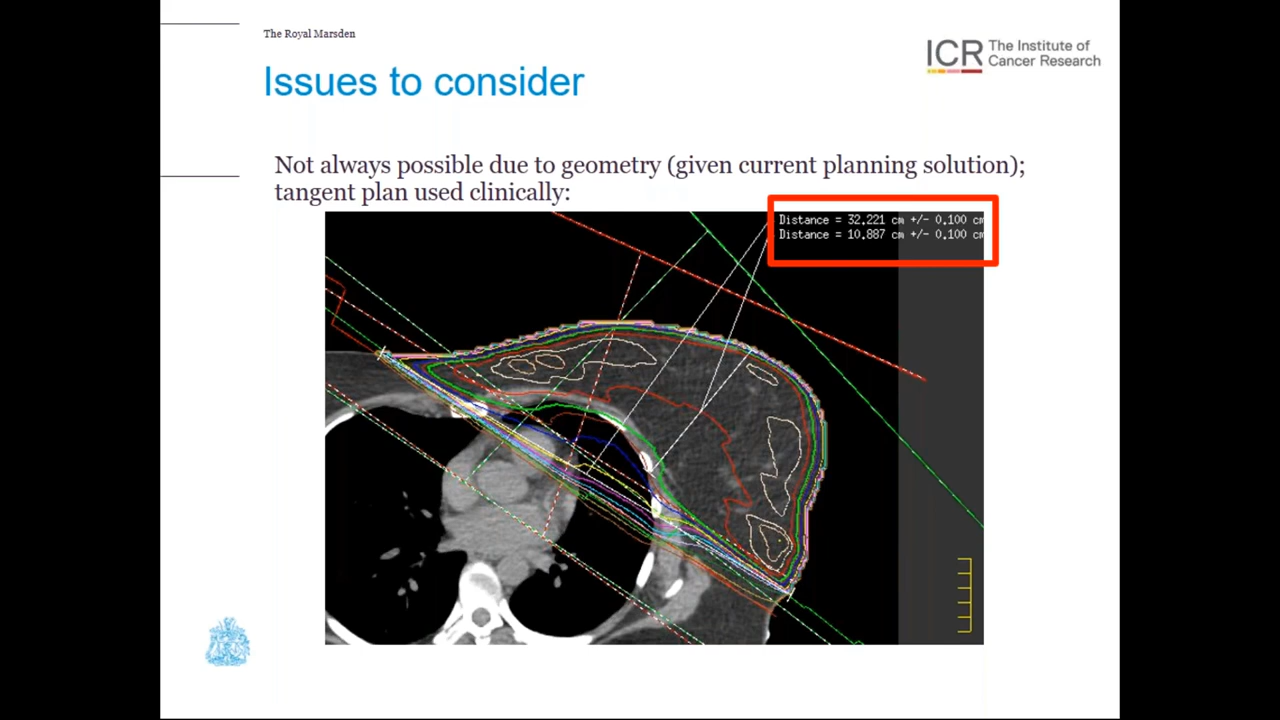 The Royal Marsden
ICR The Institute of
Cancer Research
Issues to consider
Not always possible due to geometry (given current planning solution);
tangent plan used clinically:
Distance = 32.221 cm +/- 0.100 cm
Distance = 10.887 cm +/- 0.100 cm